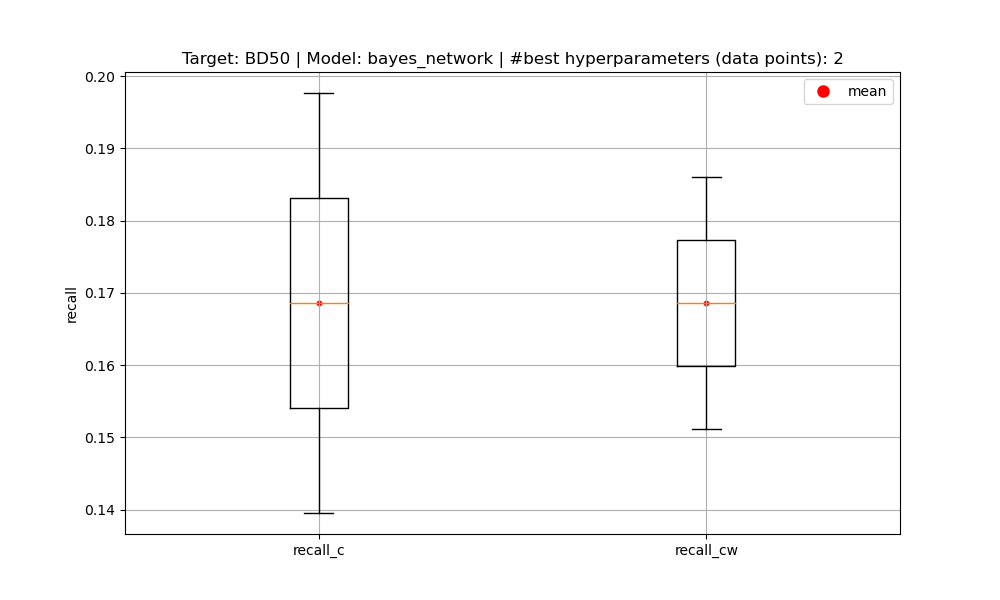 Target: BD50 | Model: bayes_network | #best hyperparameters (data points): 2
mean
0.20
0.19
0.18
0.17
0.16
0.15
0.14
recall
recall_c
recall_cw